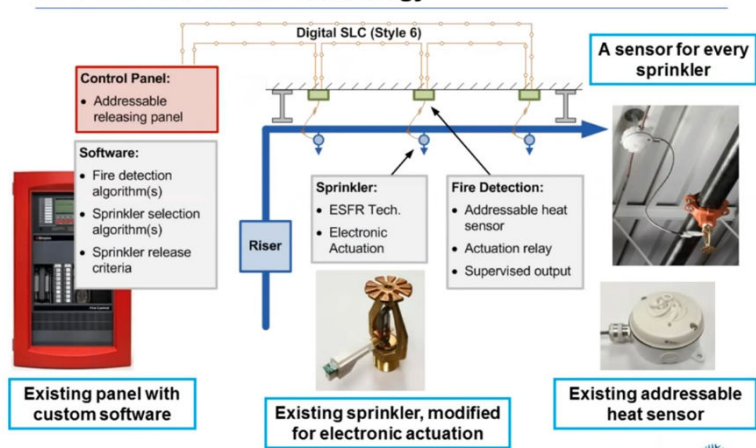 Digital SLC (Style 6)
Control Panel:
• Addressable
releasing panel
Software:
• Fire detection
algorithm(s)
• Sprinkler selection
algorithm(s)
• Sprinkler release
criteria
Riser
Sprinkler:
• ESFR Tech.
• Electronic
Actuation
Fire Detection:
• Addressable heat
sensor
• Actuation relay
• Supervised output
A sensor for every
sprinkler
Existing panel with
custom software
Existing sprinkler, modified
for electronic actuation
Existing addressable
heat sensor